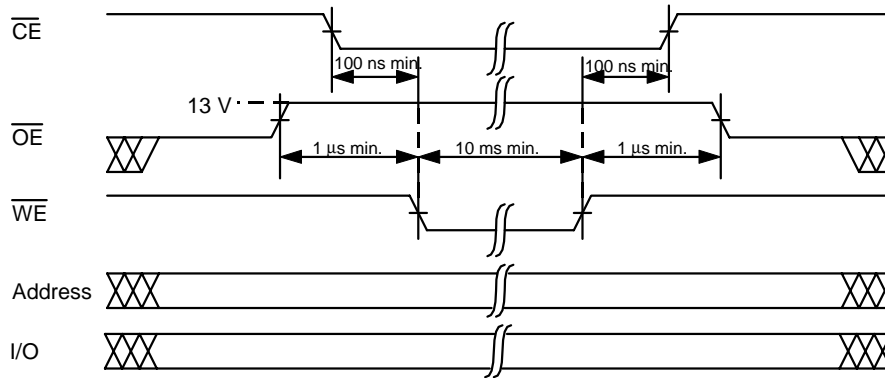 CE
100 ns min. 100 ns min.
13 V
OE
1 µs min. 10 ms min. 1 µs min.
WE
Address
I/O